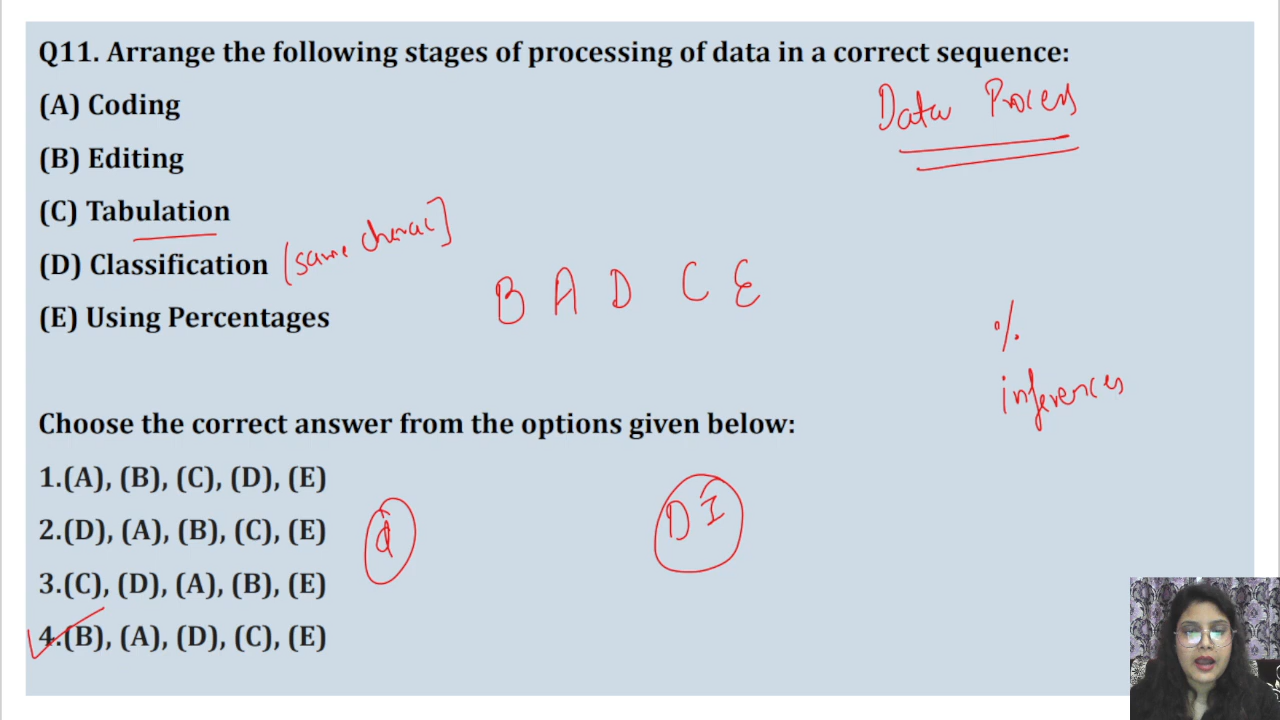 Q11. Arrange the following stages of processing of data in a correct sequence:
Data Process
(A) Coding
(B) Editing
(C) Tabulation
(D) Classification (same charac]
(E) Using Percentages
B A D C E
%
inferences
Choose the correct answer from the options given below:
1.(A), (B), (C), (D), (E)
2.(D), (A), (B), (C), (E)
DI
3.(C), (D), (A), (B), (E)
4.(B), (A), (D), (C), (E)